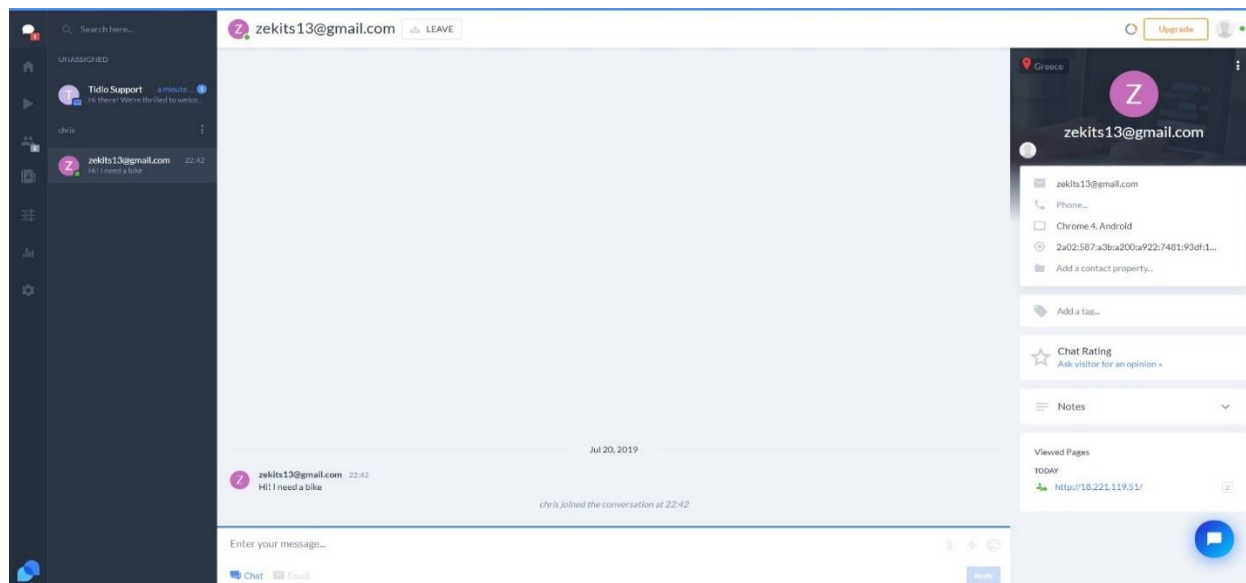 Search here...
zekits13@gmail.com
LEAVE
Upgrade
UNASSIGNED
Tidio Support a minute ... 1
Hi there! We're thrilled to welco...
chris
zekits13@gmail.com 22:42
Hi! I need a bike
Jul 20, 2019
zekits13@gmail.com 22:42
Hi! I need a bike
chris joined the conversation at 22:42
Enter your message...
Chat Email
Reply
Greece
Z
zekits13@gmail.com
zekits13@gmail.com
Phone...
Chrome 4, Android
2a02:587:a3b:a200:a922:7481:93df:1...
Add a contact property...
Add a tag...
Chat Rating
Ask visitor for an opinion »
Notes
Viewed Pages
TODAY
http://18.221.119.51/ 2